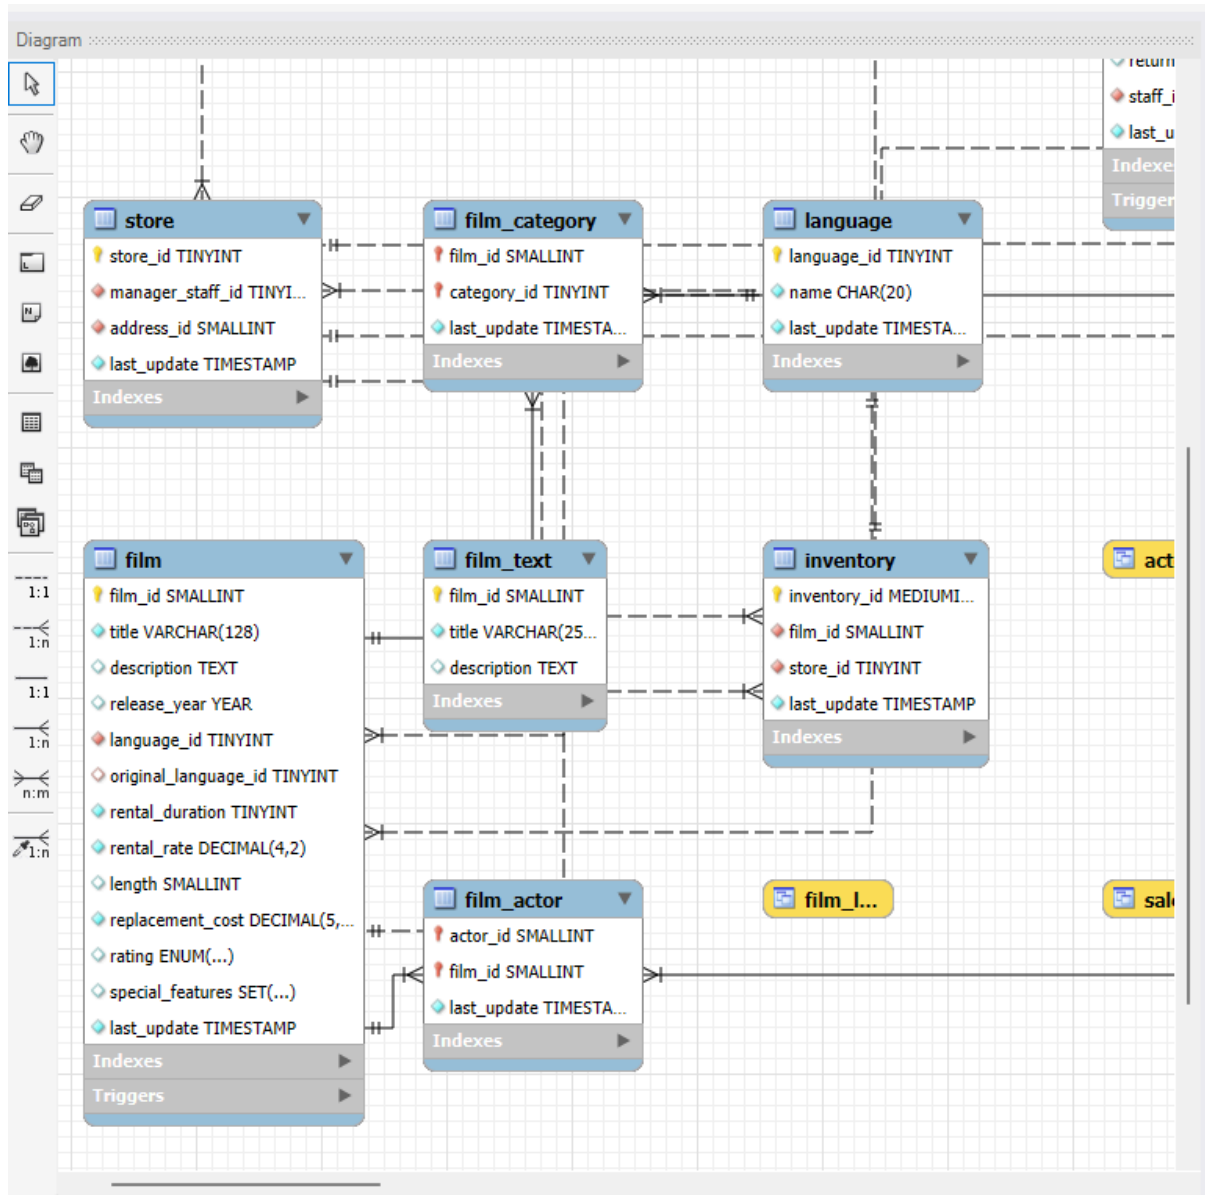 Diagram
store
store_id TINYINT
manager_staff_id TINYI...
address_id SMALLINT
last_update TIMESTAMP
Indexes
film_category
film_id SMALLINT
category_id TINYINT
last_update TIMESTA...
Indexes
language
language_id TINYINT
name CHAR(20)
last_update TIMESTA...
Indexes
return
staff_i
last_u
Indexe
Trigger
film
film_id SMALLINT
title VARCHAR(128)
description TEXT
release_year YEAR
language_id TINYINT
original_language_id TINYINT
rental_duration TINYINT
rental_rate DECIMAL(4,2)
length SMALLINT
replacement_cost DECIMAL(5,...
rating ENUM(...)
special_features SET(...)
last_update TIMESTAMP
Indexes
Triggers
film_text
film_id SMALLINT
title VARCHAR(25...
description TEXT
Indexes
inventory
inventory_id MEDIUMI...
film_id SMALLINT
store_id TINYINT
last_update TIMESTAMP
Indexes
act
film_actor
actor_id SMALLINT
film_id SMALLINT
last_update TIMESTA...
Indexes
film_l...
sale
1:1
1:n
1:1
1:n
n:m
1:n